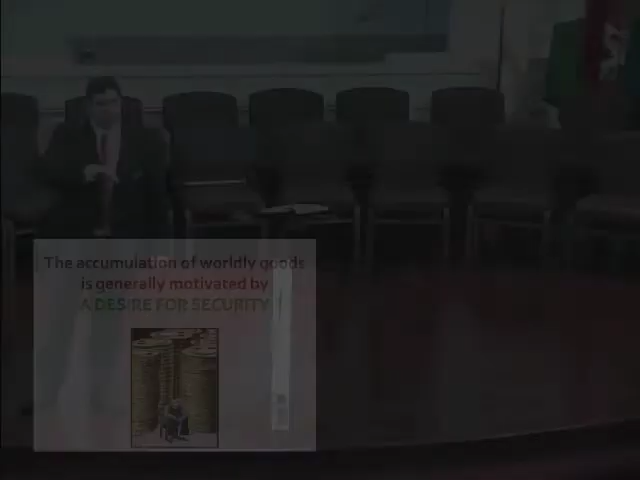 The accumulation of worldly goods
is generally motivated by
A DESIRE FOR SECURITY